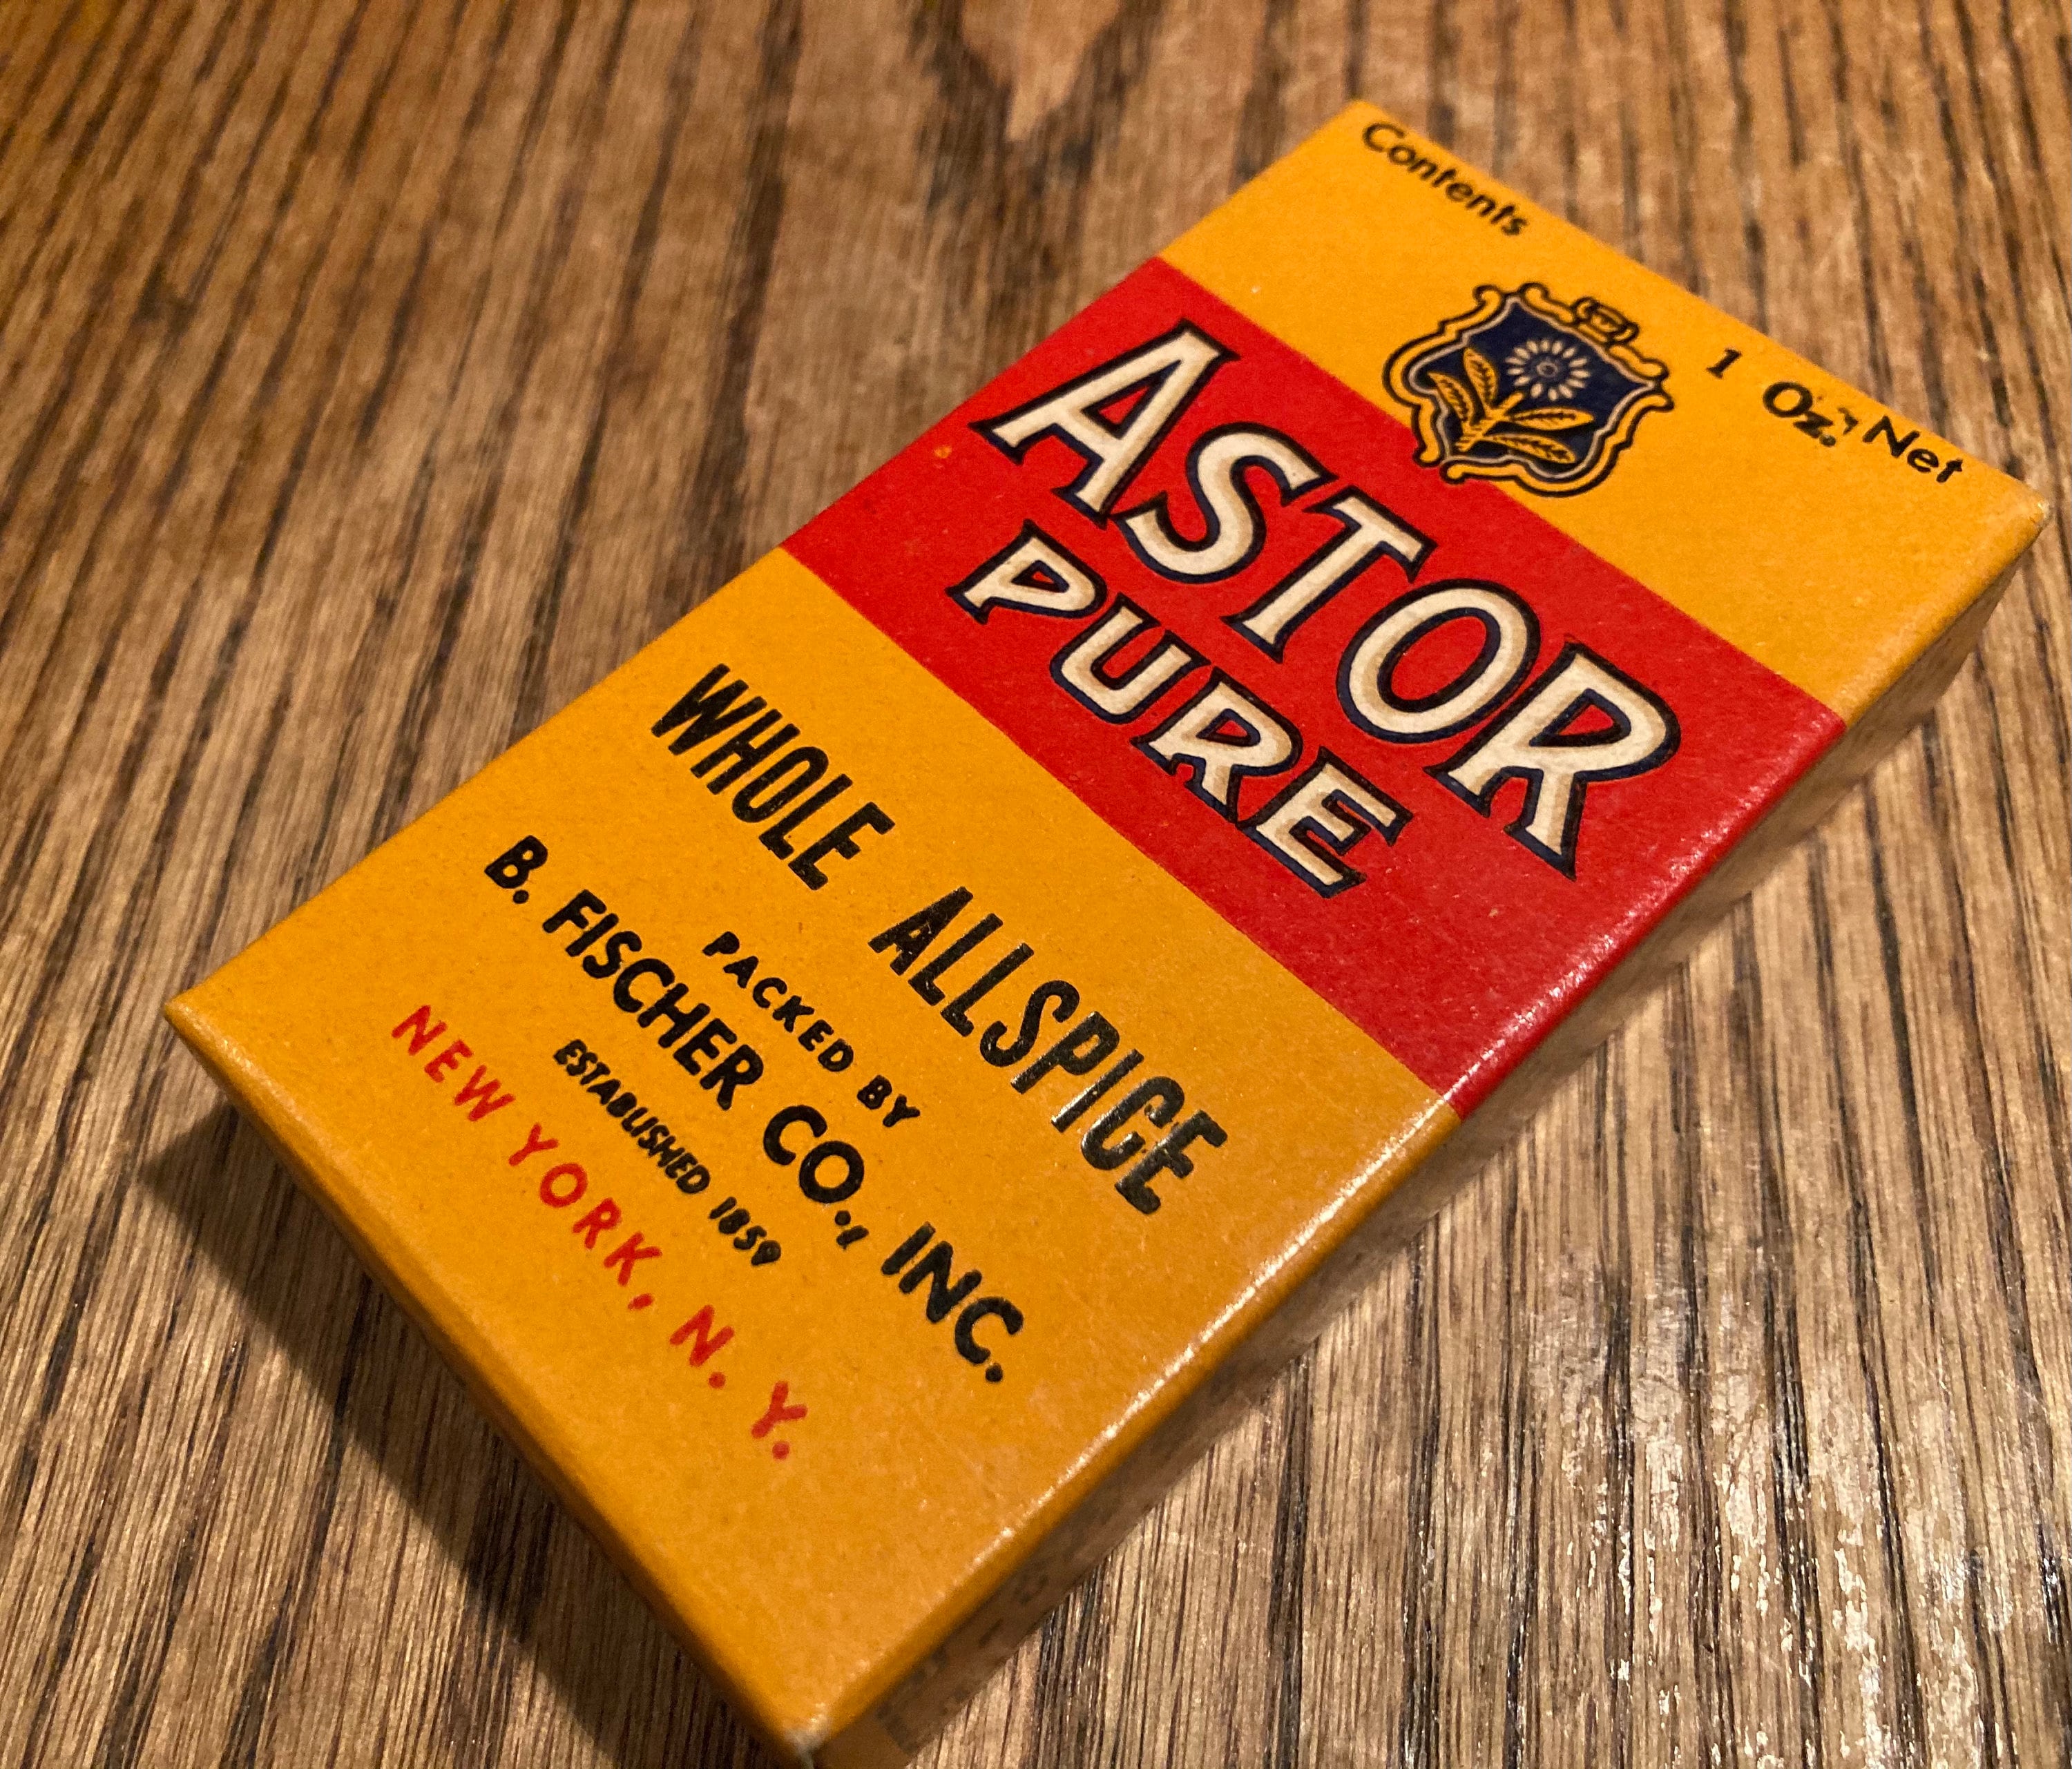 Contents 1 Oz. Net
ASTOR
PURE
WHOLE ALLSPICE
PACKED BY
B. FISCHER CO., INC.
ESTABLISHED 1859
NEW YORK, N. Y.